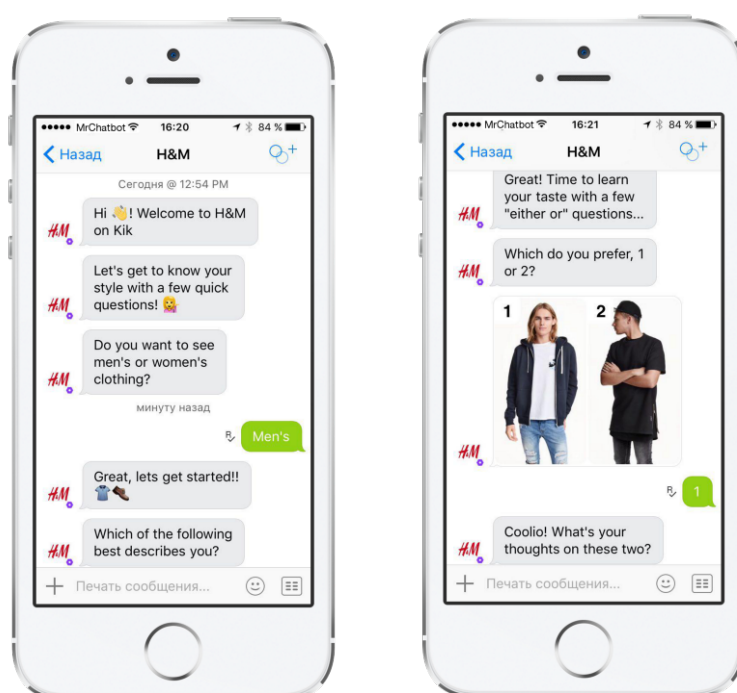 MrChatbot 16:20 84 %
Назад H&M
Сегодня @ 12:54 PM
Hi 👋! Welcome to H&M
on Kik
H&M
Let's get to know your
style with a few quick
questions! 👩
H&M
Do you want to see
men's or women's
clothing?
H&M
минуту назад
R Men's
Great, lets get started!!
👕👞
H&M
Which of the following
best describes you?
H&M
Печать сообщения...
MrChatbot 16:21 84 %
Назад H&M
Great! Time to learn
your taste with a few
"either or" questions...
H&M
Which do you prefer, 1
or 2?
H&M
1 2
H&M
R 1
Coolio! What's your
thoughts on these two?
H&M
Печать сообщения...